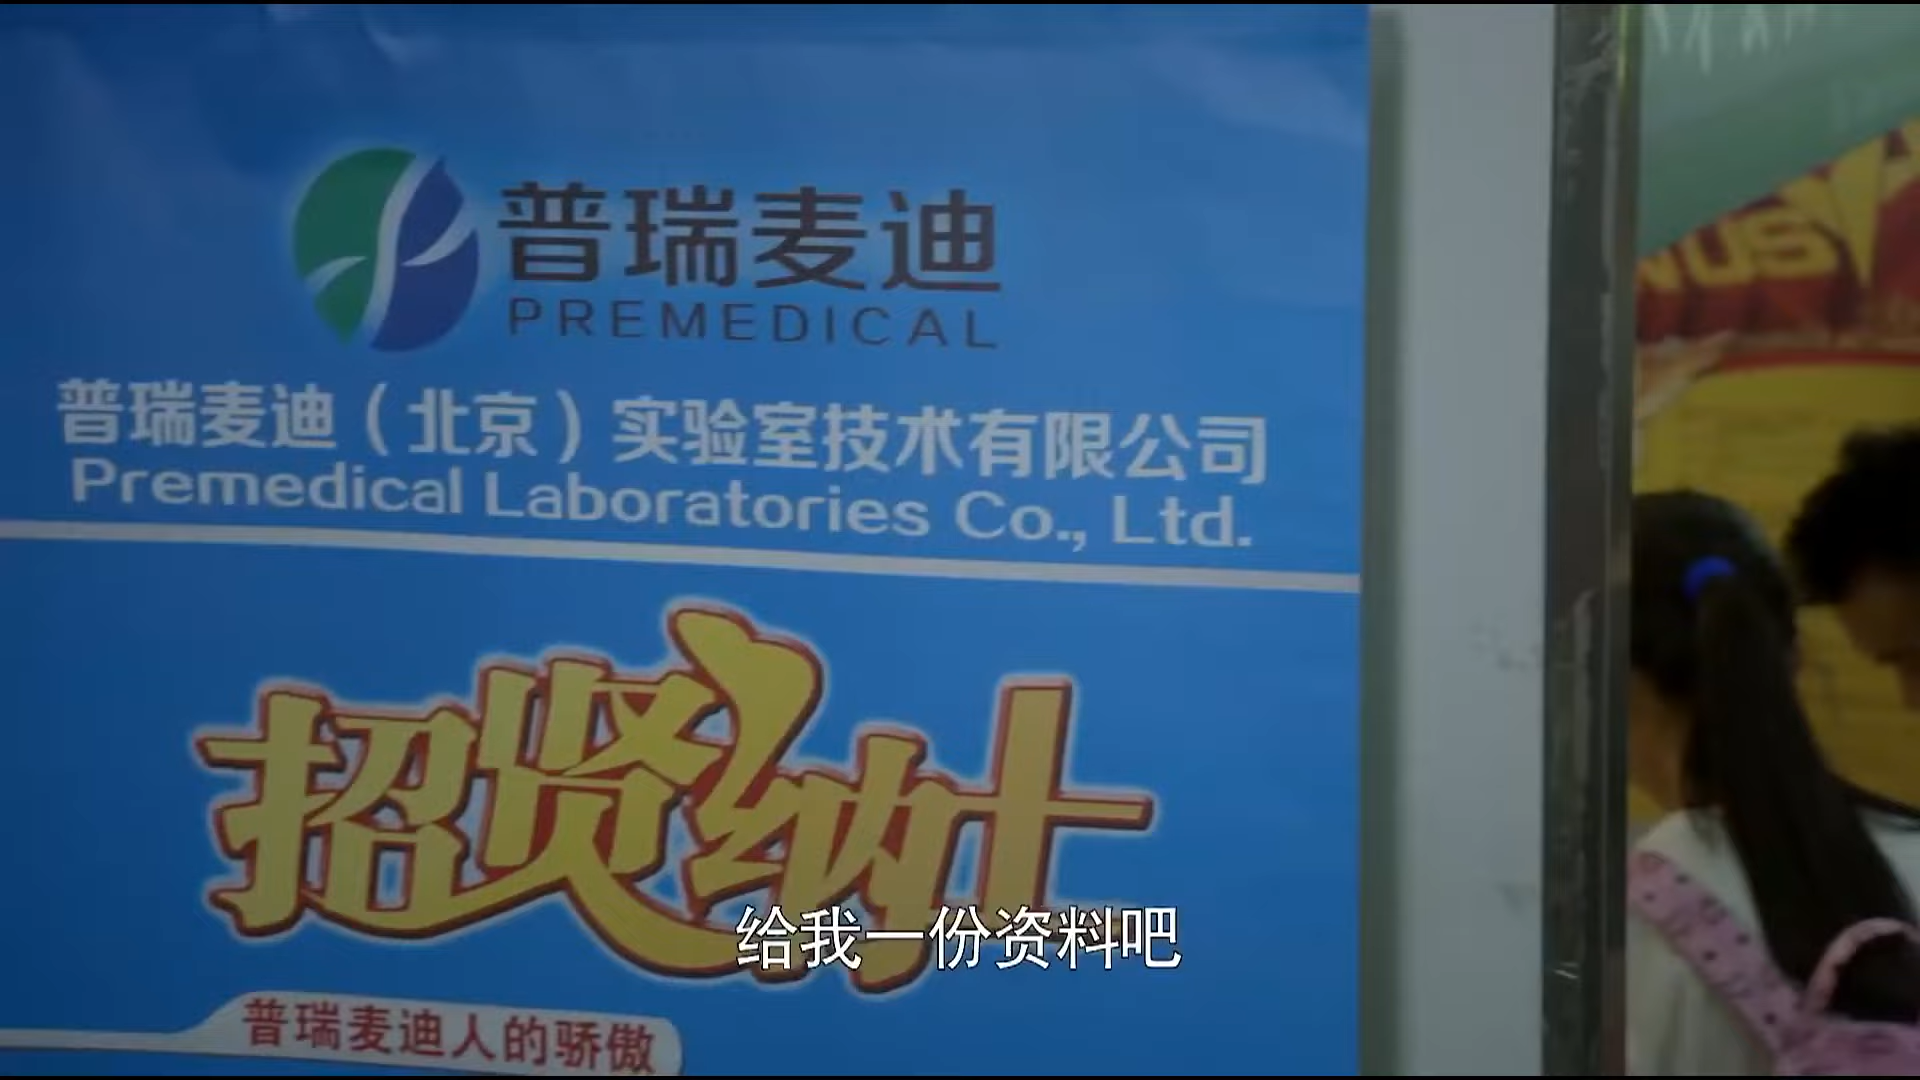 普瑞麦迪
PREMEDICAL
普瑞麦迪（北京）实验室技术有限公司
Premedical Laboratories Co., Ltd.
招贤纳士
给我一份资料吧
普瑞麦迪人的骄傲